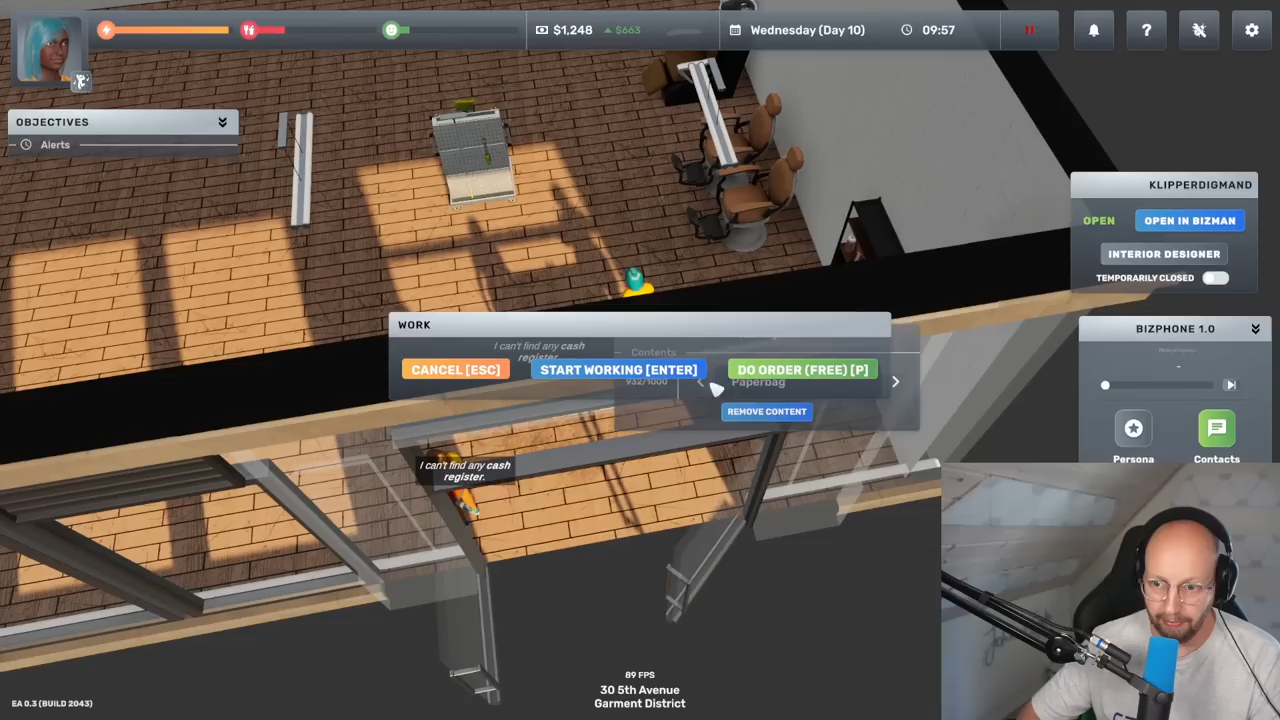 $1,248
$663
Wednesday (Day 10)
09:57
OBJECTIVES
Alerts
KLIPPERDIGMAND
OPEN
OPEN IN BIZMAN
INTERIOR DESIGNER
TEMPORARILY CLOSED
BIZPHONE 1.0
-
Persona
Contacts
WORK
I can't find any cash
register.
Contents
CANCEL [ESC]
START WORKING [ENTER]
DO ORDER (FREE) [P]
932/1000
Paperbag
REMOVE CONTENT
I can't find any cash
register.
89 FPS
30 5th Avenue
Garment District
EA 0.3 (BUILD 2043)